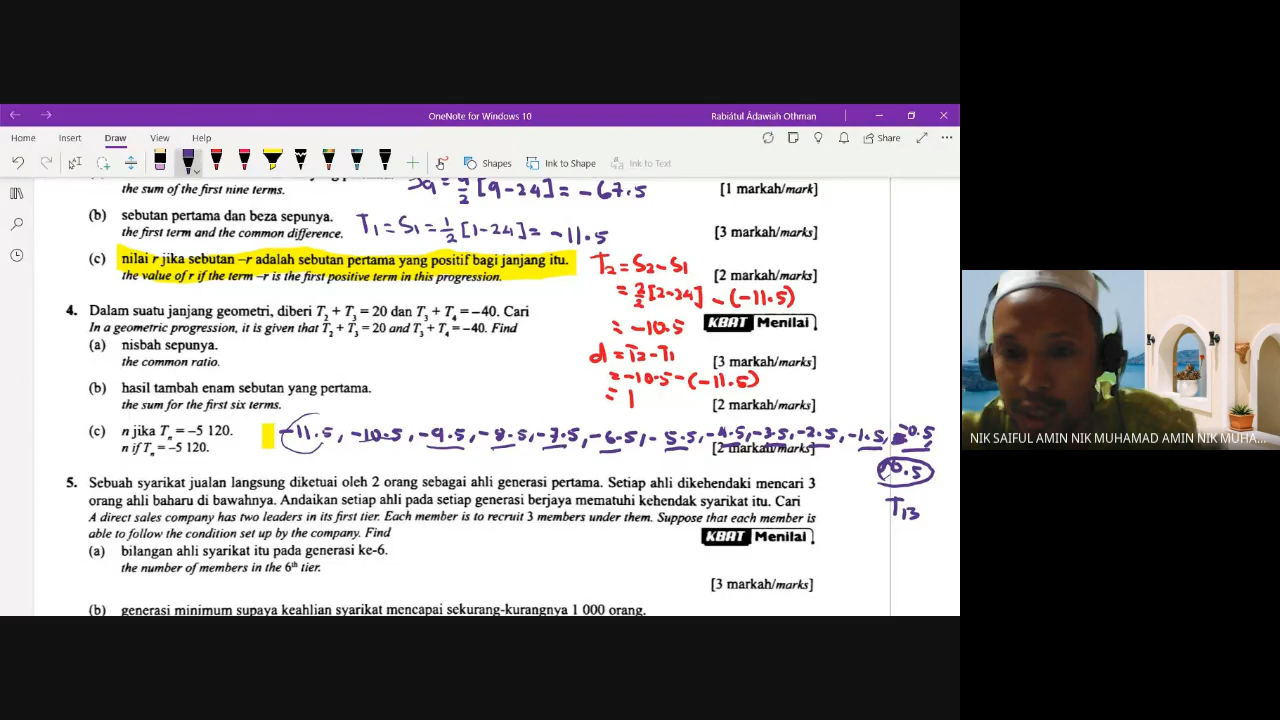 OneNote for Windows 10
Rabiátul Ádawiah Othman
Home Insert Draw View Help
Share
Shapes Ink to Shape Ink to Text
the sum of the first nine terms.
= 9/2 [9-24] = -67.5
[1 markah/mark]
(b) sebutan pertama dan beza sepunya.
the first term and the common difference.
T1 = S1 = 1/2 [1-24] = -11.5
[3 markah/marks]
(c) nilai r jika sebutan –r adalah sebutan pertama yang positif bagi janjang itu.
the value of r if the term –r is the first positive term in this progression.
[2 markah/marks]
T2 = S2 - S1
= 2/2 [2-24] - (-11.5)
= -10.5
d = T2 - T1
= -10.5 - (-11.5)
= 1
4. Dalam suatu janjang geometri, diberi T2 + T3 = 20 dan T3 + T4 = –40. Cari
In a geometric progression, it is given that T2 + T3 = 20 and T3 + T4 = –40. Find
KBAT Menilai
(a) nisbah sepunya.
the common ratio.
[3 markah/marks]
(b) hasil tambah enam sebutan yang pertama.
the sum for the first six terms.
[2 markah/marks]
(c) n jika Tn = –5 120.
n if Tn = –5 120.
[2 markah/marks]
-11.5, -10.5, -9.5, -8.5, -7.5, -6.5, -5.5, -4.5, -3.5, -2.5, -1.5, -0.5,
0.5
T13
5. Sebuah syarikat jualan langsung diketuai oleh 2 orang sebagai ahli generasi pertama. Setiap ahli dikehendaki mencari 3
orang ahli baharu di bawahnya. Andaikan setiap ahli pada setiap generasi berjaya mematuhi kehendak syarikat itu. Cari
A direct sales company has two leaders in its first tier. Each member is to recruit 3 members under them. Suppose that each member is
able to follow the condition set up by the company. Find
KBAT Menilai
(a) bilangan ahli syarikat itu pada generasi ke-6.
the number of members in the 6th tier.
[3 markah/marks]
(b) generasi minimum supaya keahlian syarikat mencapai sekurang-kurangnya 1 000 orang.
NIK SAIFUL AMIN NIK MUHAMAD AMIN NIK MUHA...